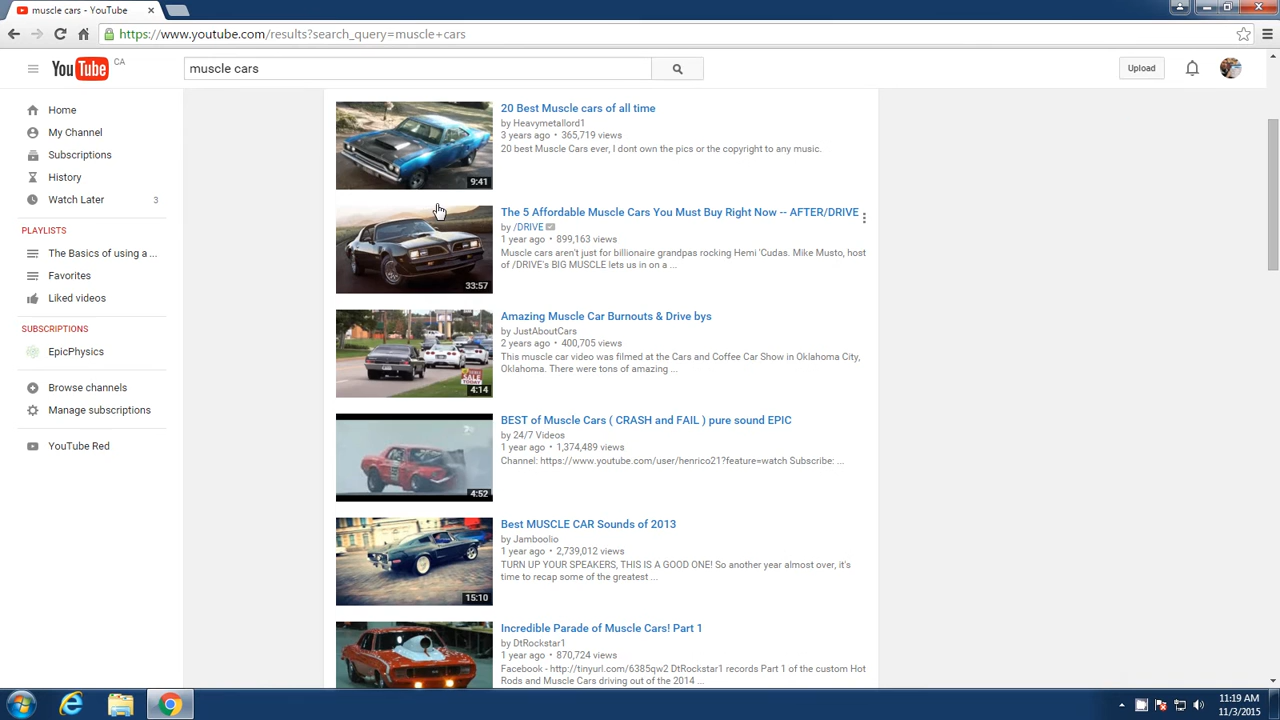 muscle cars - YouTube
https://www.youtube.com/results?search_query=muscle+cars
YouTube CA
muscle cars
Upload
Home
My Channel
Subscriptions
History
Watch Later 3
PLAYLISTS
The Basics of using a ...
Favorites
Liked videos
SUBSCRIPTIONS
EpicPhysics
Browse channels
Manage subscriptions
YouTube Red
9:41
20 Best Muscle cars of all time
by Heavymetallord1
3 years ago • 365,719 views
20 best Muscle Cars ever, I dont own the pics or the copyright to any music.
33:57
The 5 Affordable Muscle Cars You Must Buy Right Now -- AFTER/DRIVE
by /DRIVE
1 year ago • 899,163 views
Muscle cars aren't just for billionaire grandpas rocking Hemi 'Cudas. Mike Musto, host
of /DRIVE's BIG MUSCLE lets us in on a ...
SALE
4:14
Amazing Muscle Car Burnouts & Drive bys
by JustAboutCars
2 years ago • 400,705 views
This muscle car video was filmed at the Cars and Coffee Car Show in Oklahoma City,
Oklahoma. There were tons of amazing ...
4:52
BEST of Muscle Cars ( CRASH and FAIL ) pure sound EPIC
by 24/7 Videos
1 year ago • 1,374,489 views
Channel: https://www.youtube.com/user/henrico21?feature=watch Subscribe: ...
15:10
Best MUSCLE CAR Sounds of 2013
by Jamboolio
1 year ago • 2,739,012 views
TURN UP YOUR SPEAKERS, THIS IS A GOOD ONE! So another year almost over, it's
time to recap some of the greatest ...
Incredible Parade of Muscle Cars! Part 1
by DtRockstar1
1 year ago • 870,724 views
Facebook - http://tinyurl.com/6385qw2 DtRockstar1 records Part 1 of the custom Hot
Rods and Muscle Cars driving out of the 2014 ...
11:19 AM
11/3/2015